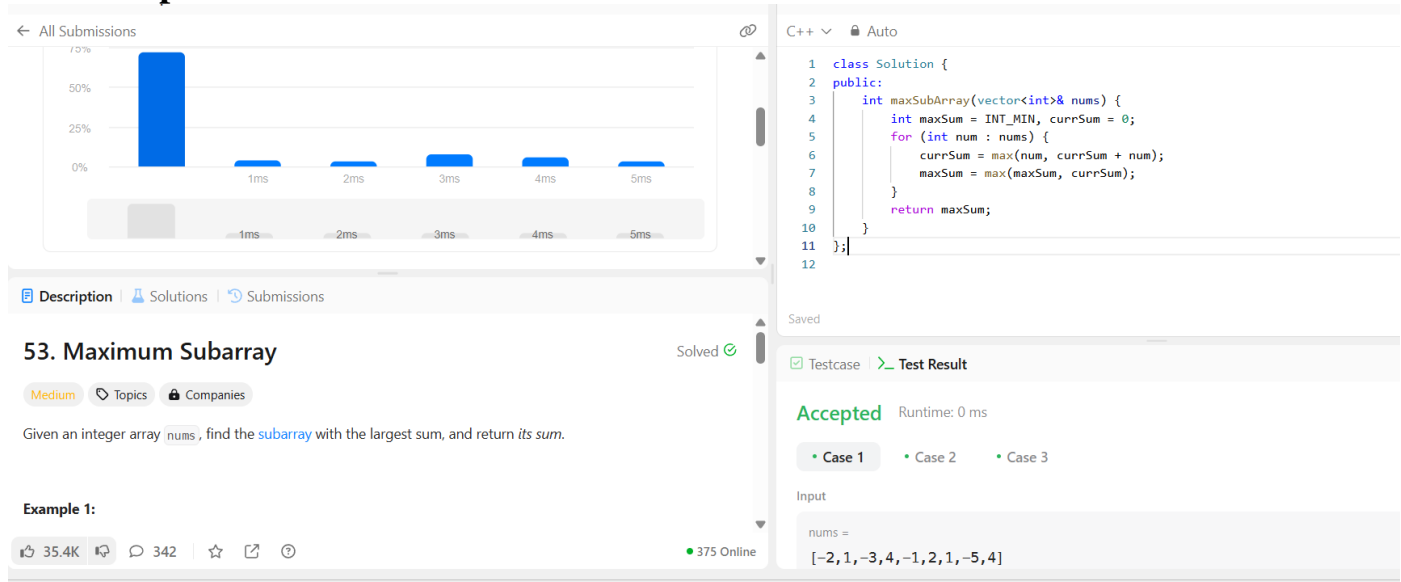 ← All Submissions
75%
50%
25%
0%
1ms 2ms 3ms 4ms 5ms
1ms 2ms 3ms 4ms 5ms
Description Solutions Submissions
53. Maximum Subarray
Solved
Medium Topics Companies
Given an integer array nums, find the subarray with the largest sum, and return its sum.
Example 1:
35.4K 342
375 Online
C++ Auto
1 class Solution {
2 public:
3     int maxSubArray(vector<int>& nums) {
4         int maxSum = INT_MIN, currSum = 0;
5         for (int num : nums) {
6             currSum = max(num, currSum + num);
7             maxSum = max(maxSum, currSum);
8         }
9         return maxSum;
10     }
11 };
12
Saved
Testcase >_ Test Result
Accepted Runtime: 0 ms
• Case 1 • Case 2 • Case 3
Input
nums =
[-2,1,-3,4,-1,2,1,-5,4]